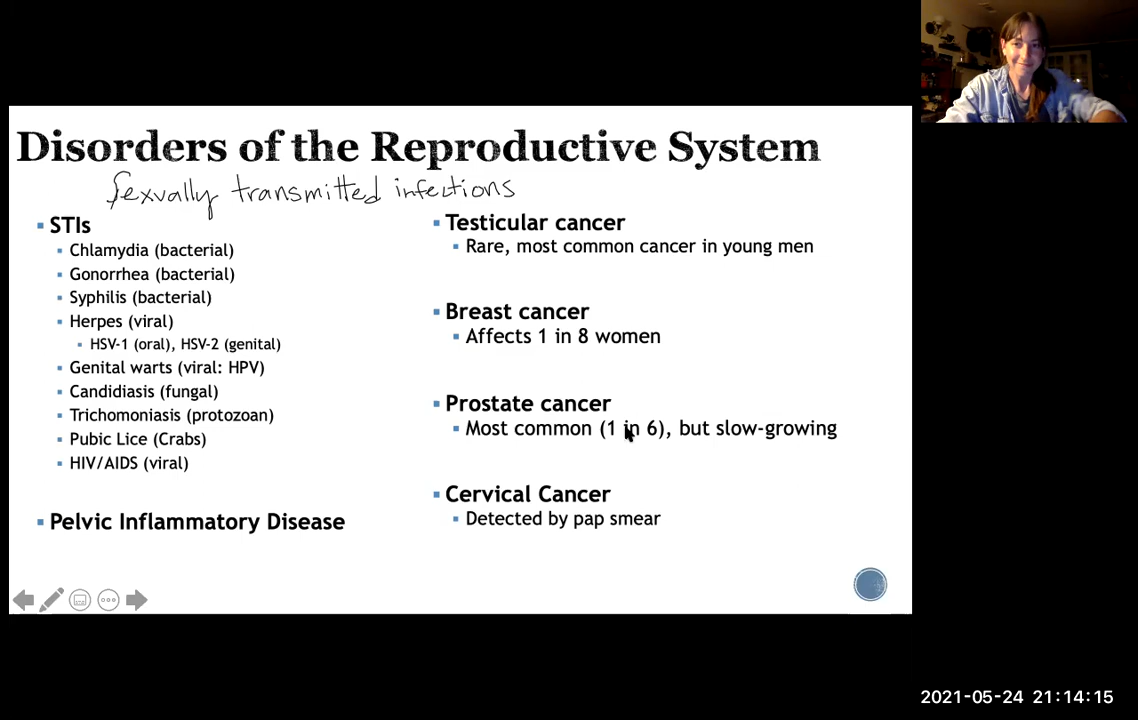 Disorders of the Reproductive System
Sexually transmitted infections
STIs
Chlamydia (bacterial)
Gonorrhea (bacterial)
Syphilis (bacterial)
Herpes (viral)
HSV-1 (oral), HSV-2 (genital)
Genital warts (viral: HPV)
Candidiasis (fungal)
Trichomoniasis (protozoan)
Pubic Lice (Crabs)
HIV/AIDS (viral)
Pelvic Inflammatory Disease
Testicular cancer
Rare, most common cancer in young men
Breast cancer
Affects 1 in 8 women
Prostate cancer
Most common (1 in 6), but slow-growing
Cervical Cancer
Detected by pap smear
2021-05-24 21:14:15